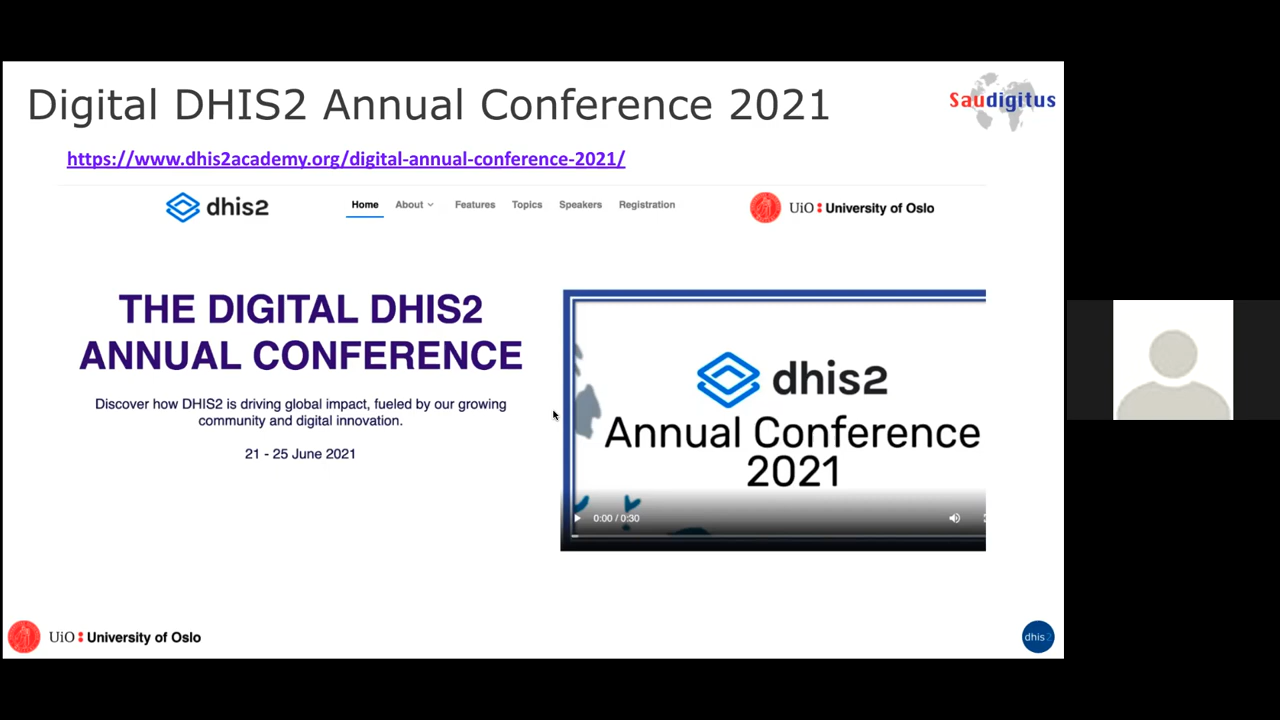 Digital DHIS2 Annual Conference 2021
Saudigitus
https://www.dhis2academy.org/digital-annual-conference-2021/
dhis2
Home About Features Topics Speakers Registration
UiO: University of Oslo
THE DIGITAL DHIS2
ANNUAL CONFERENCE
Discover how DHIS2 is driving global impact, fueled by our growing
community and digital innovation.
21 - 25 June 2021
dhis2
Annual Conference
2021
0:00 / 0:30
UiO: University of Oslo
dhis2